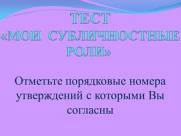 ТЕСТ
«МОИ СУБЛИЧНОСТНЫЕ
РОЛИ»
Отметьте порядковые номера
утверждений с которыми Вы
согласны